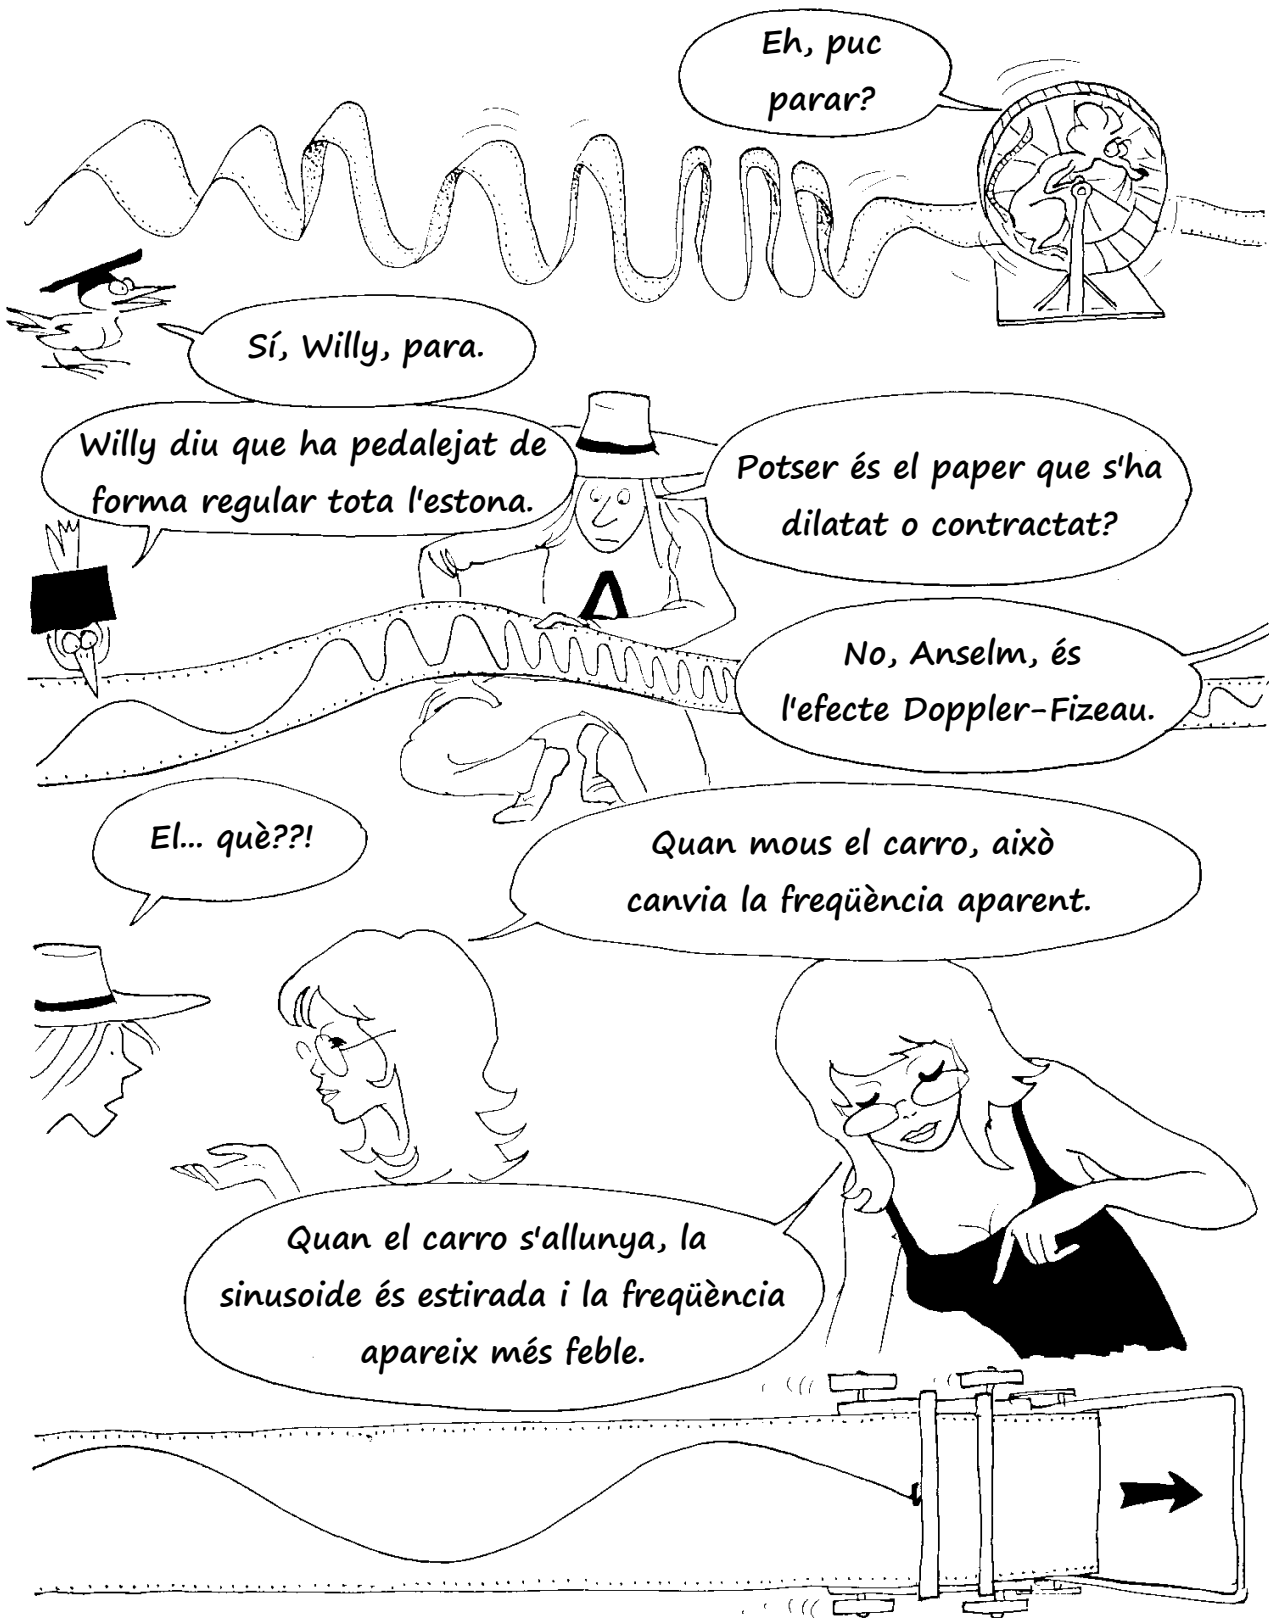 Eh, puc
parar?
Sí, Willy, para.
Willy diu que ha pedalejat de
forma regular tota l'estona.
Potser és el paper que s'ha
dilatat o contractat?
No, Anselm, és
l'efecte Doppler-Fizeau.
El... què??!
Quan mous el carro, això
canvia la freqüència aparent.
Quan el carro s'allunya, la
sinusoide és estirada i la freqüència
apareix més feble.